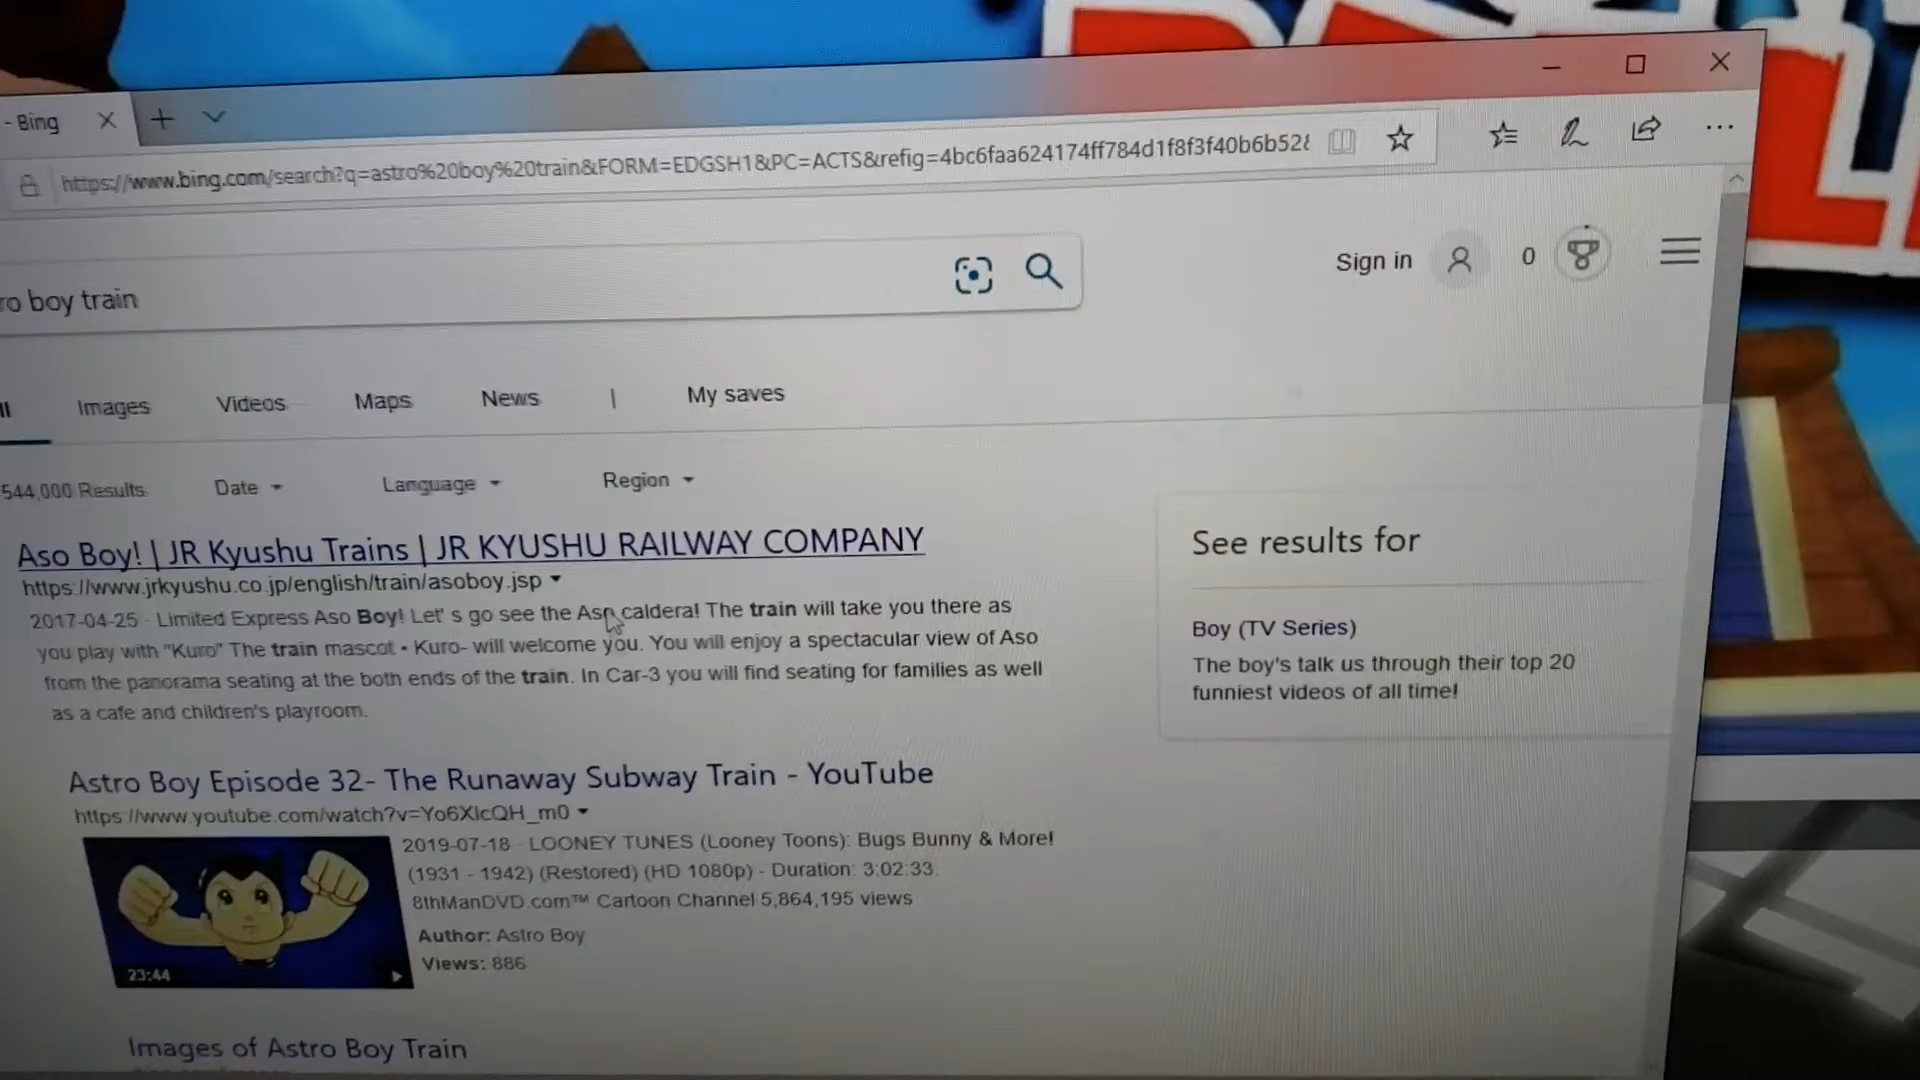 - Bing
https://www.bing.com/search?q=astro%20boy%20train&FORM=EDGSH1&PC=ACTS&refig=4bc6faa624174ff784d1f8f3f40b6b528
ro boy train
Sign in
0
ll
Images
Videos
Maps
News
|
My saves
544,000 Results
Date
Language
Region
Aso Boy! | JR Kyushu Trains | JR KYUSHU RAILWAY COMPANY
https://www.jrkyushu.co.jp/english/train/asoboy.jsp
2017-04-25 · Limited Express Aso Boy! Let' s go see the Aso caldera! The train will take you there as
you play with "Kuro" The train mascot • Kuro- will welcome you. You will enjoy a spectacular view of Aso
from the panorama seating at the both ends of the train. In Car-3 you will find seating for families as well
as a cafe and children's playroom.
See results for
Boy (TV Series)
The boy's talk us through their top 20
funniest videos of all time!
Astro Boy Episode 32- The Runaway Subway Train - YouTube
https://www.youtube.com/watch?v=Yo6XlcQH_m0
2019-07-18 · LOONEY TUNES (Looney Toons): Bugs Bunny & More!
(1931 - 1942) (Restored) (HD 1080p) - Duration: 3:02:33.
8thManDVD.com™ Cartoon Channel 5,864,195 views
Author: Astro Boy
Views: 886
23:44
Images of Astro Boy Train